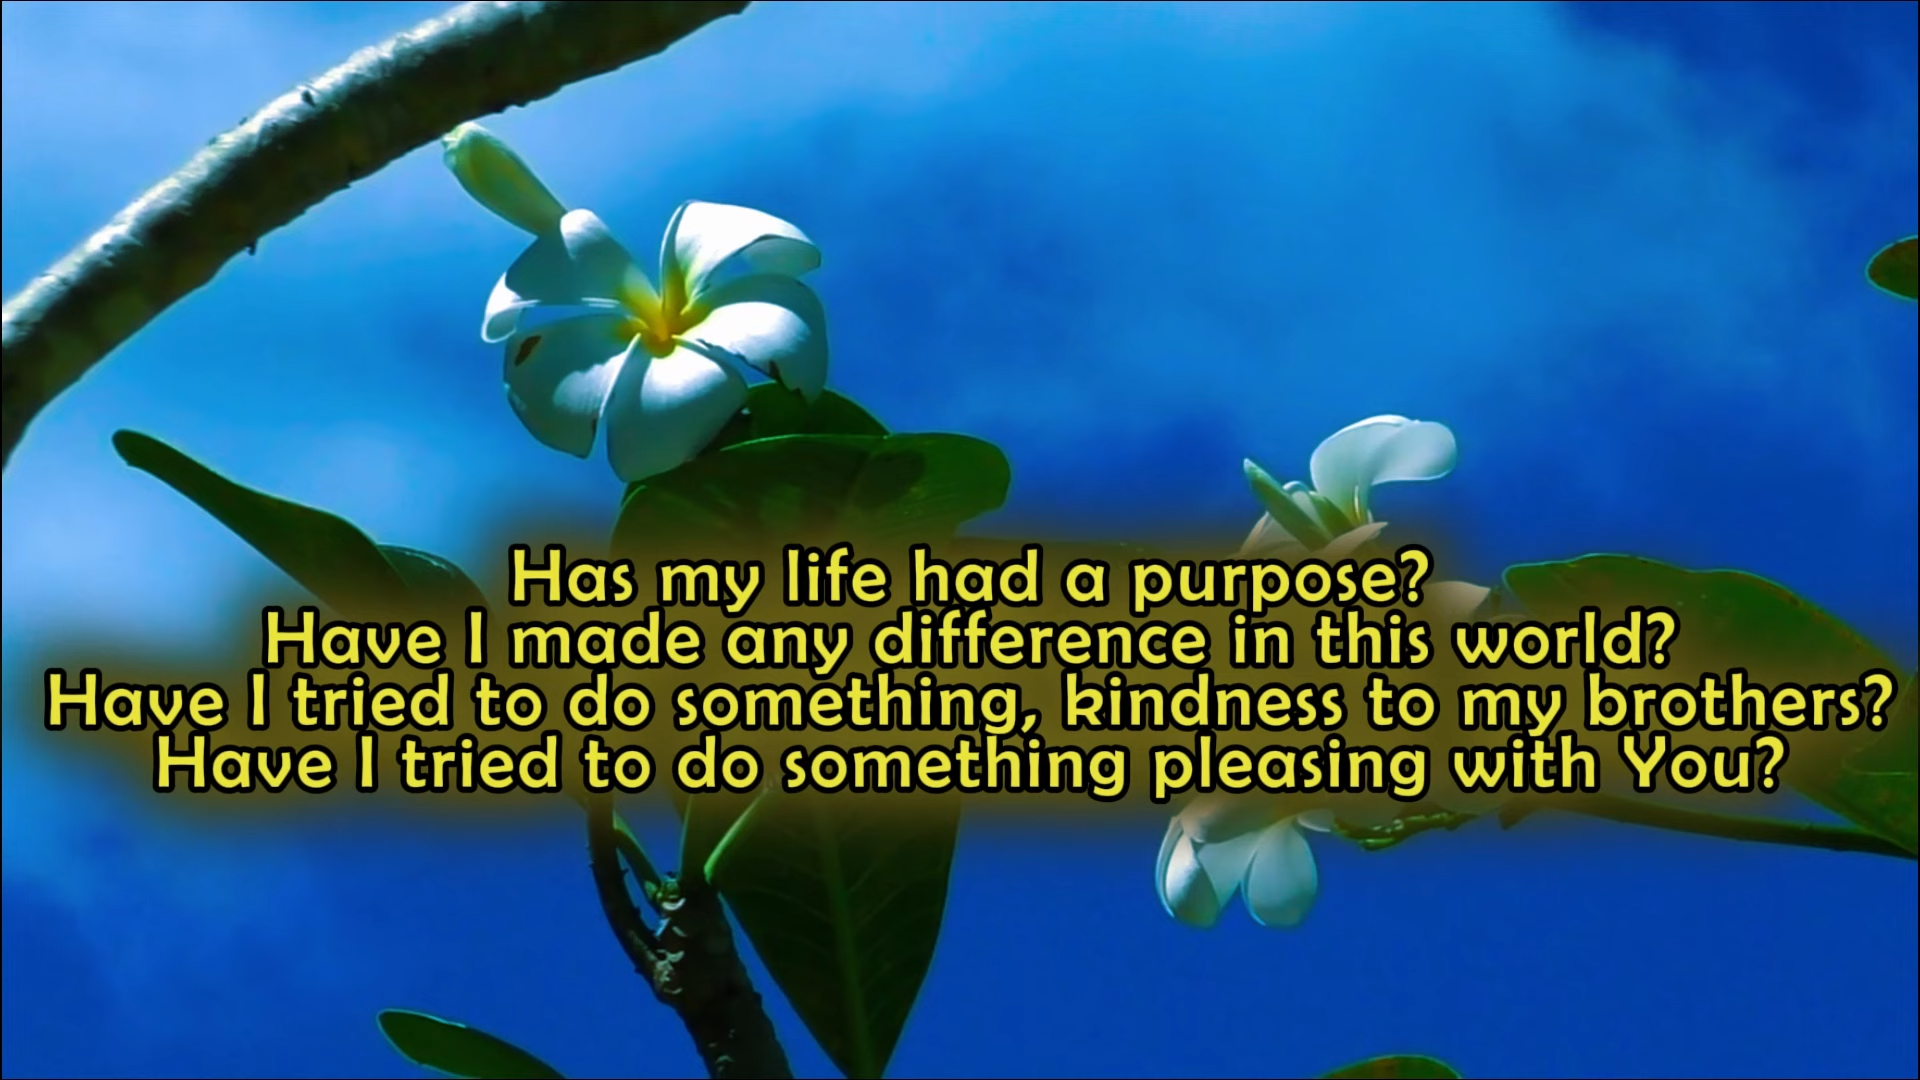 Has my life had a purpose?
Have I made any difference in this world?
Have I tried to do something, kindness to my brothers?
Have I tried to do something pleasing with You?